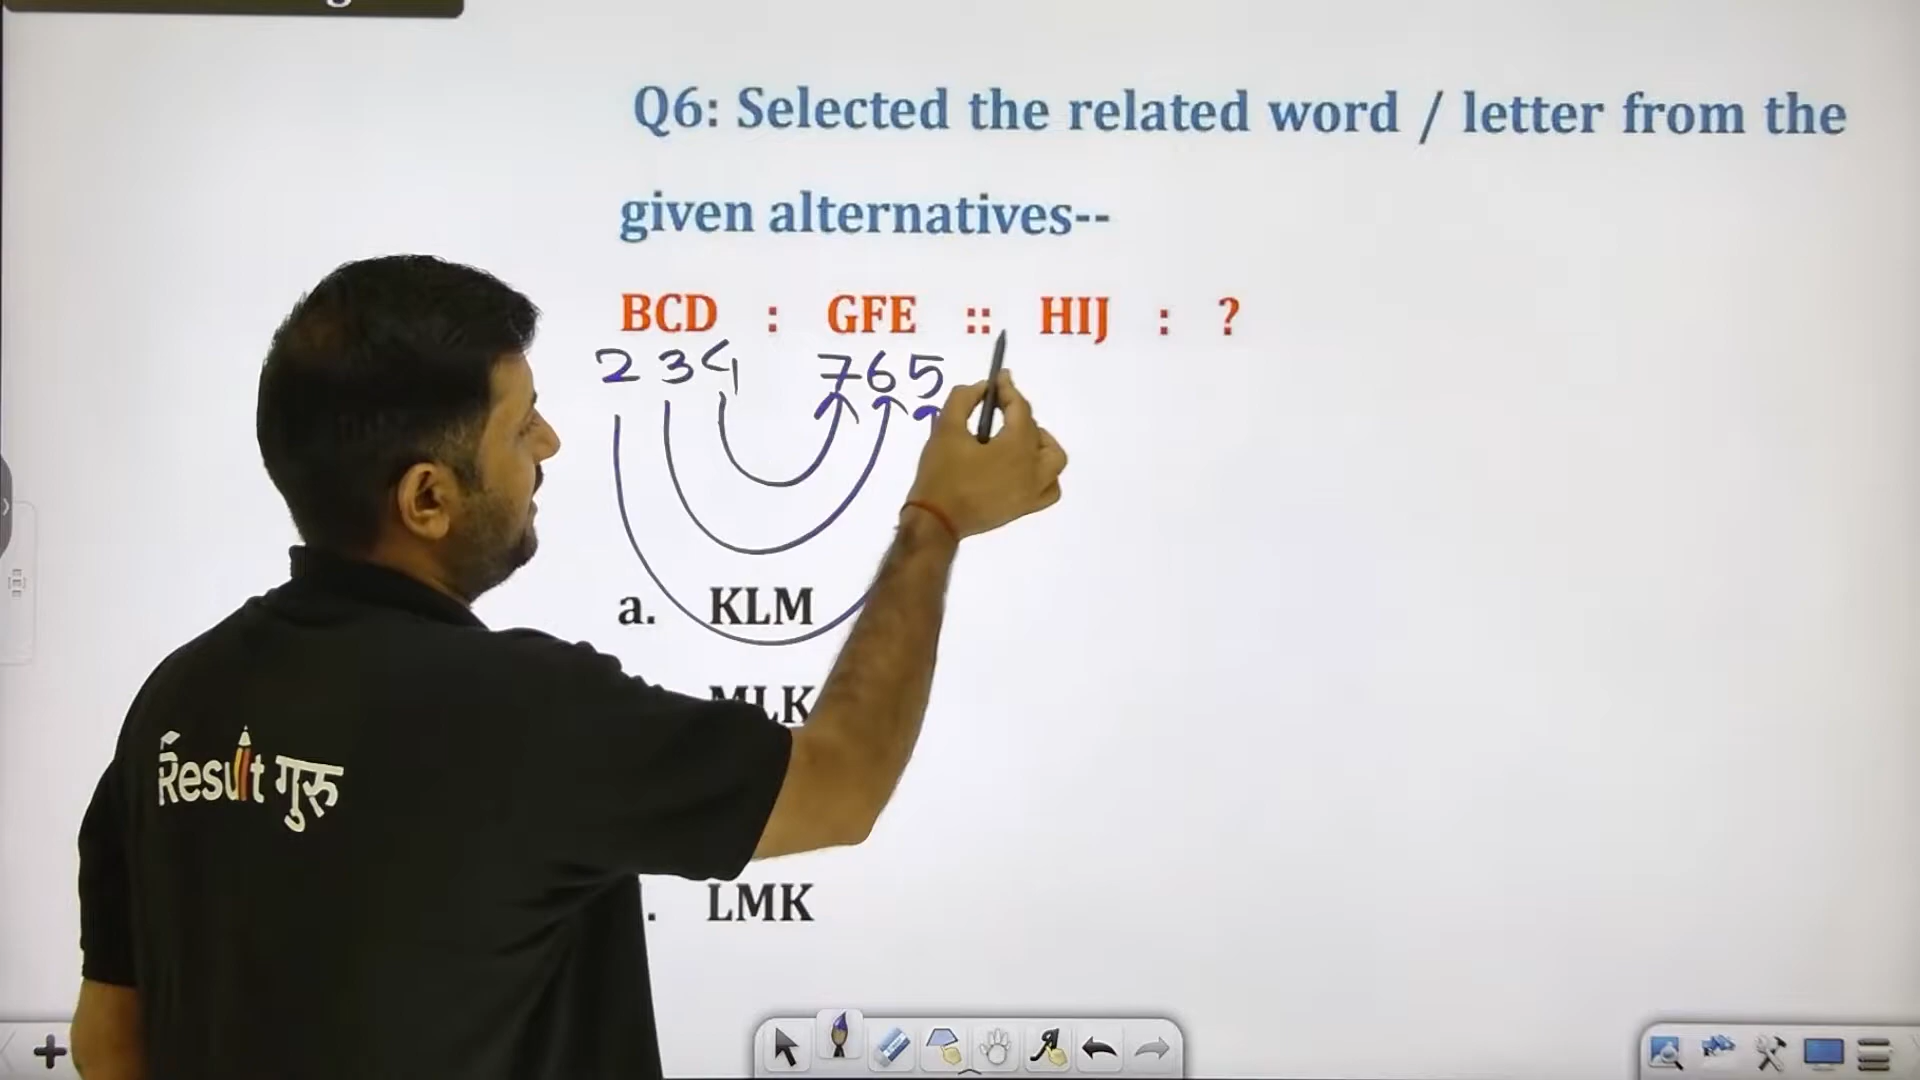 Q6: Selected the related word / letter from the
given alternatives--
BCD : GFE :: HIJ : ?
2 3 4 7 6 5
a. KLM
MLK
. LMK
Result गुरु